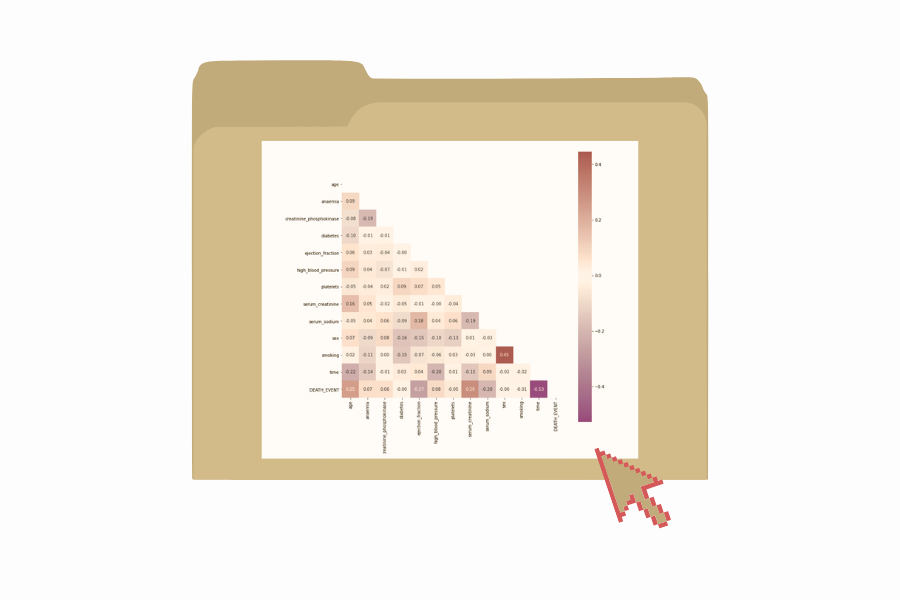 0.4
age
anaemia 0.09
0.2
creatinine_phosphokinase -0.08 -0.19
diabetes -0.10 -0.01 -0.01
ejection_fraction 0.06 0.03 -0.04 -0.00
high_blood_pressure 0.09 0.04 -0.07 -0.01 0.02
0.0
platelets -0.05 -0.04 0.02 0.09 0.07 0.05
serum_creatinine 0.16 0.05 -0.02 -0.05 -0.01 -0.00 -0.04
serum_sodium -0.05 0.04 0.06 -0.09 0.18 0.04 0.06 -0.19
-0.2
sex 0.07 -0.09 0.08 -0.16 -0.15 -0.10 -0.13 0.01 -0.03
smoking 0.02 -0.11 0.00 -0.15 -0.07 -0.06 0.03 -0.03 0.00 0.45
time -0.22 -0.14 -0.01 0.03 0.04 -0.20 0.01 -0.15 0.09 -0.02 -0.02
-0.4
DEATH_EVENT 0.25 0.07 0.06 -0.00 -0.27 0.08 -0.05 0.29 -0.20 -0.00 -0.01 -0.53
age
anaemia
creatinine_phosphokinase
diabetes
ejection_fraction
high_blood_pressure
platelets
serum_creatinine
serum_sodium
sex
smoking
time
DEATH_EVENT